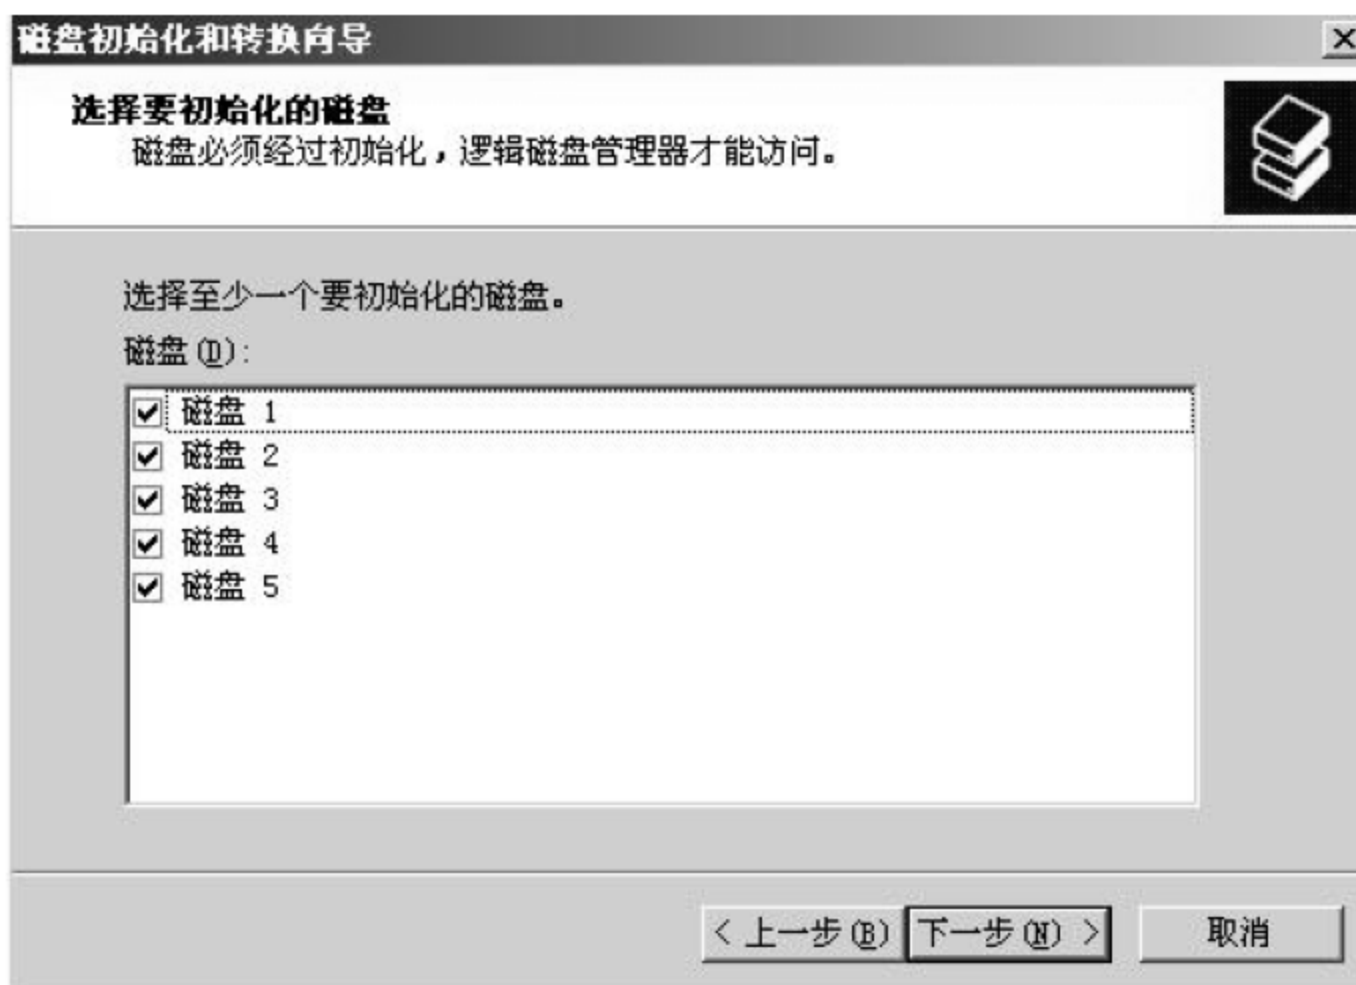 磁盘初始化和转换向导
选择要初始化的磁盘
磁盘必须经过初始化，逻辑磁盘管理器才能访问。
选择至少一个要初始化的磁盘。
磁盘(D):
磁盘 1
磁盘 2
磁盘 3
磁盘 4
磁盘 5
< 上一步(B) 下一步(N) > 取消